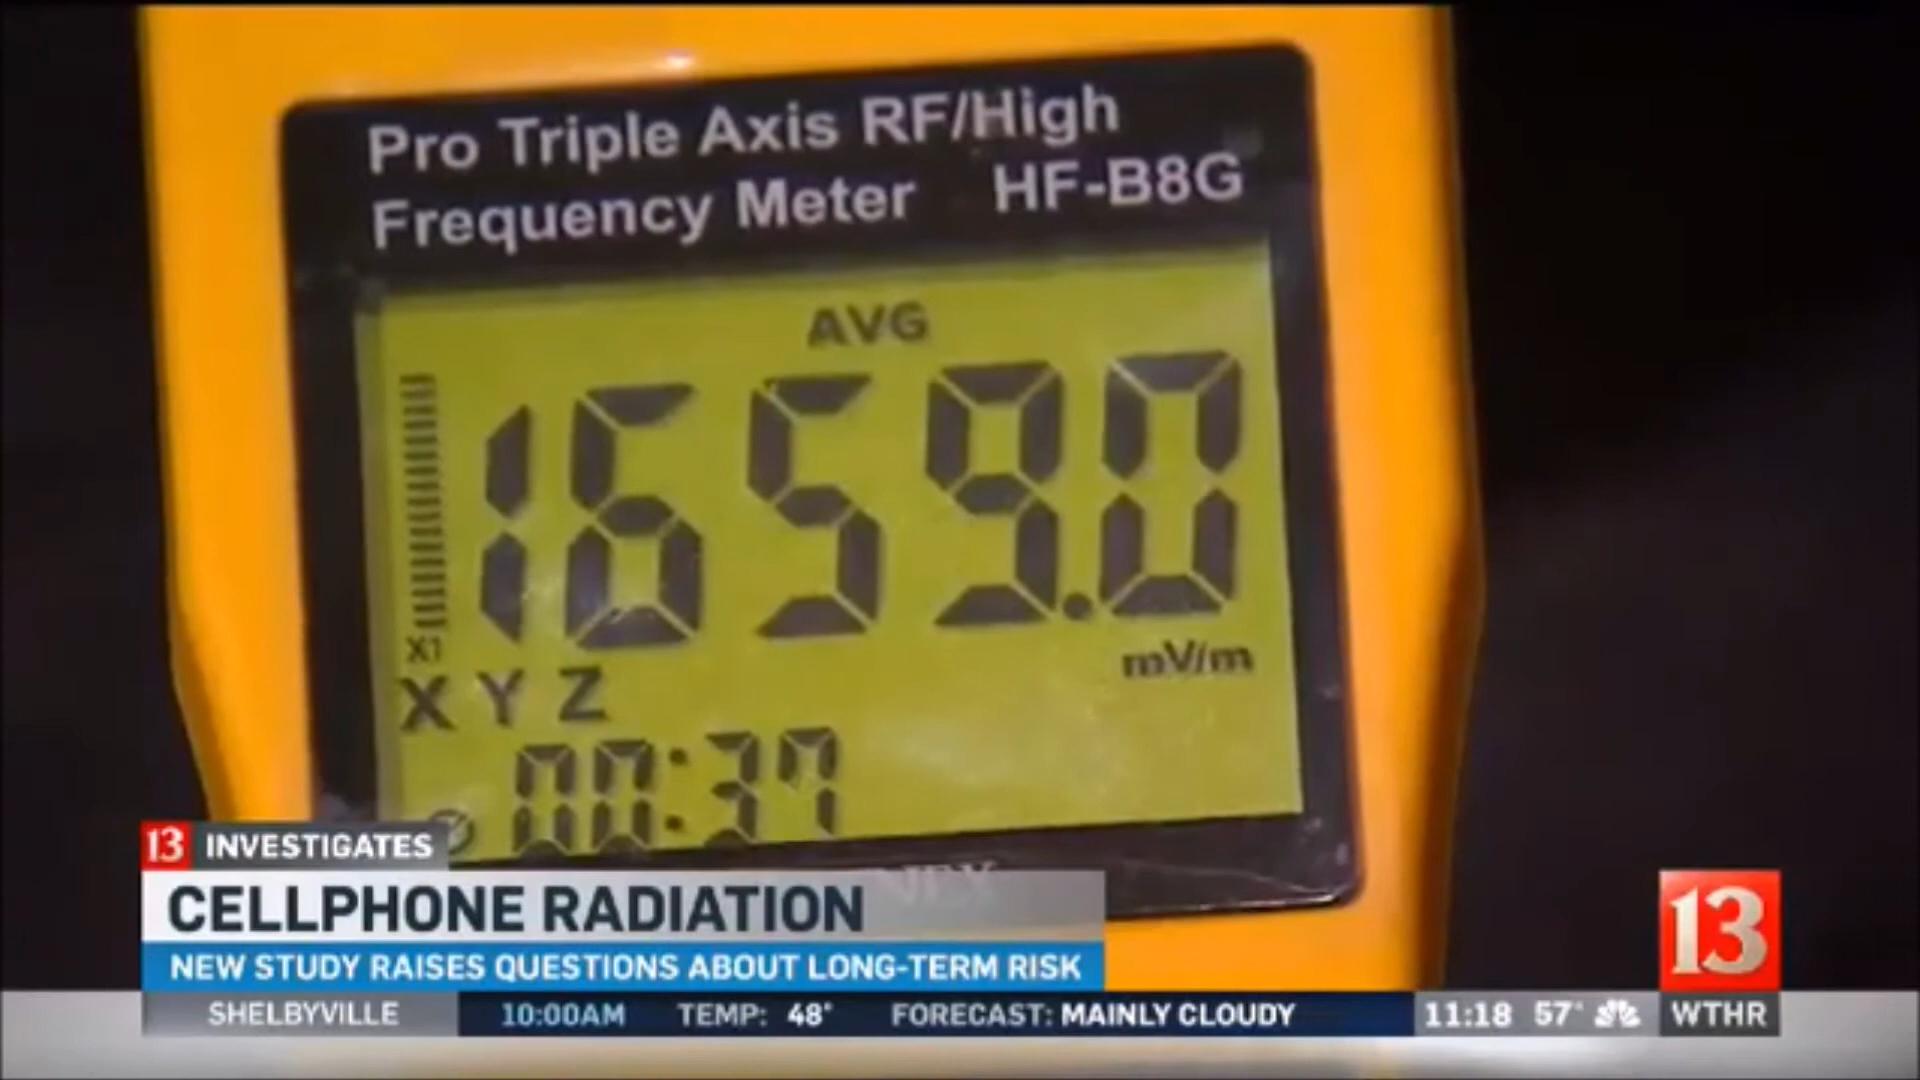 Pro Triple Axis RF/High
Frequency Meter HF-B8G
AVG
1659.0
mV/m
X1
X Y Z
00:37
13 INVESTIGATES
CELLPHONE RADIATION
NEW STUDY RAISES QUESTIONS ABOUT LONG-TERM RISK
SHELBYVILLE 10:00AM TEMP: 48° FORECAST: MAINLY CLOUDY 11:18 57°
13
WTHR